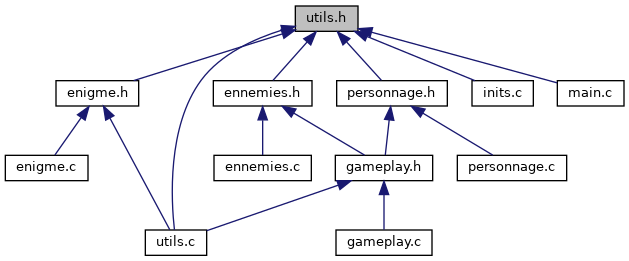 utils.h
enigme.h
ennemies.h
personnage.h
inits.c
main.c
enigme.c
ennemies.c
gameplay.h
personnage.c
utils.c
gameplay.c